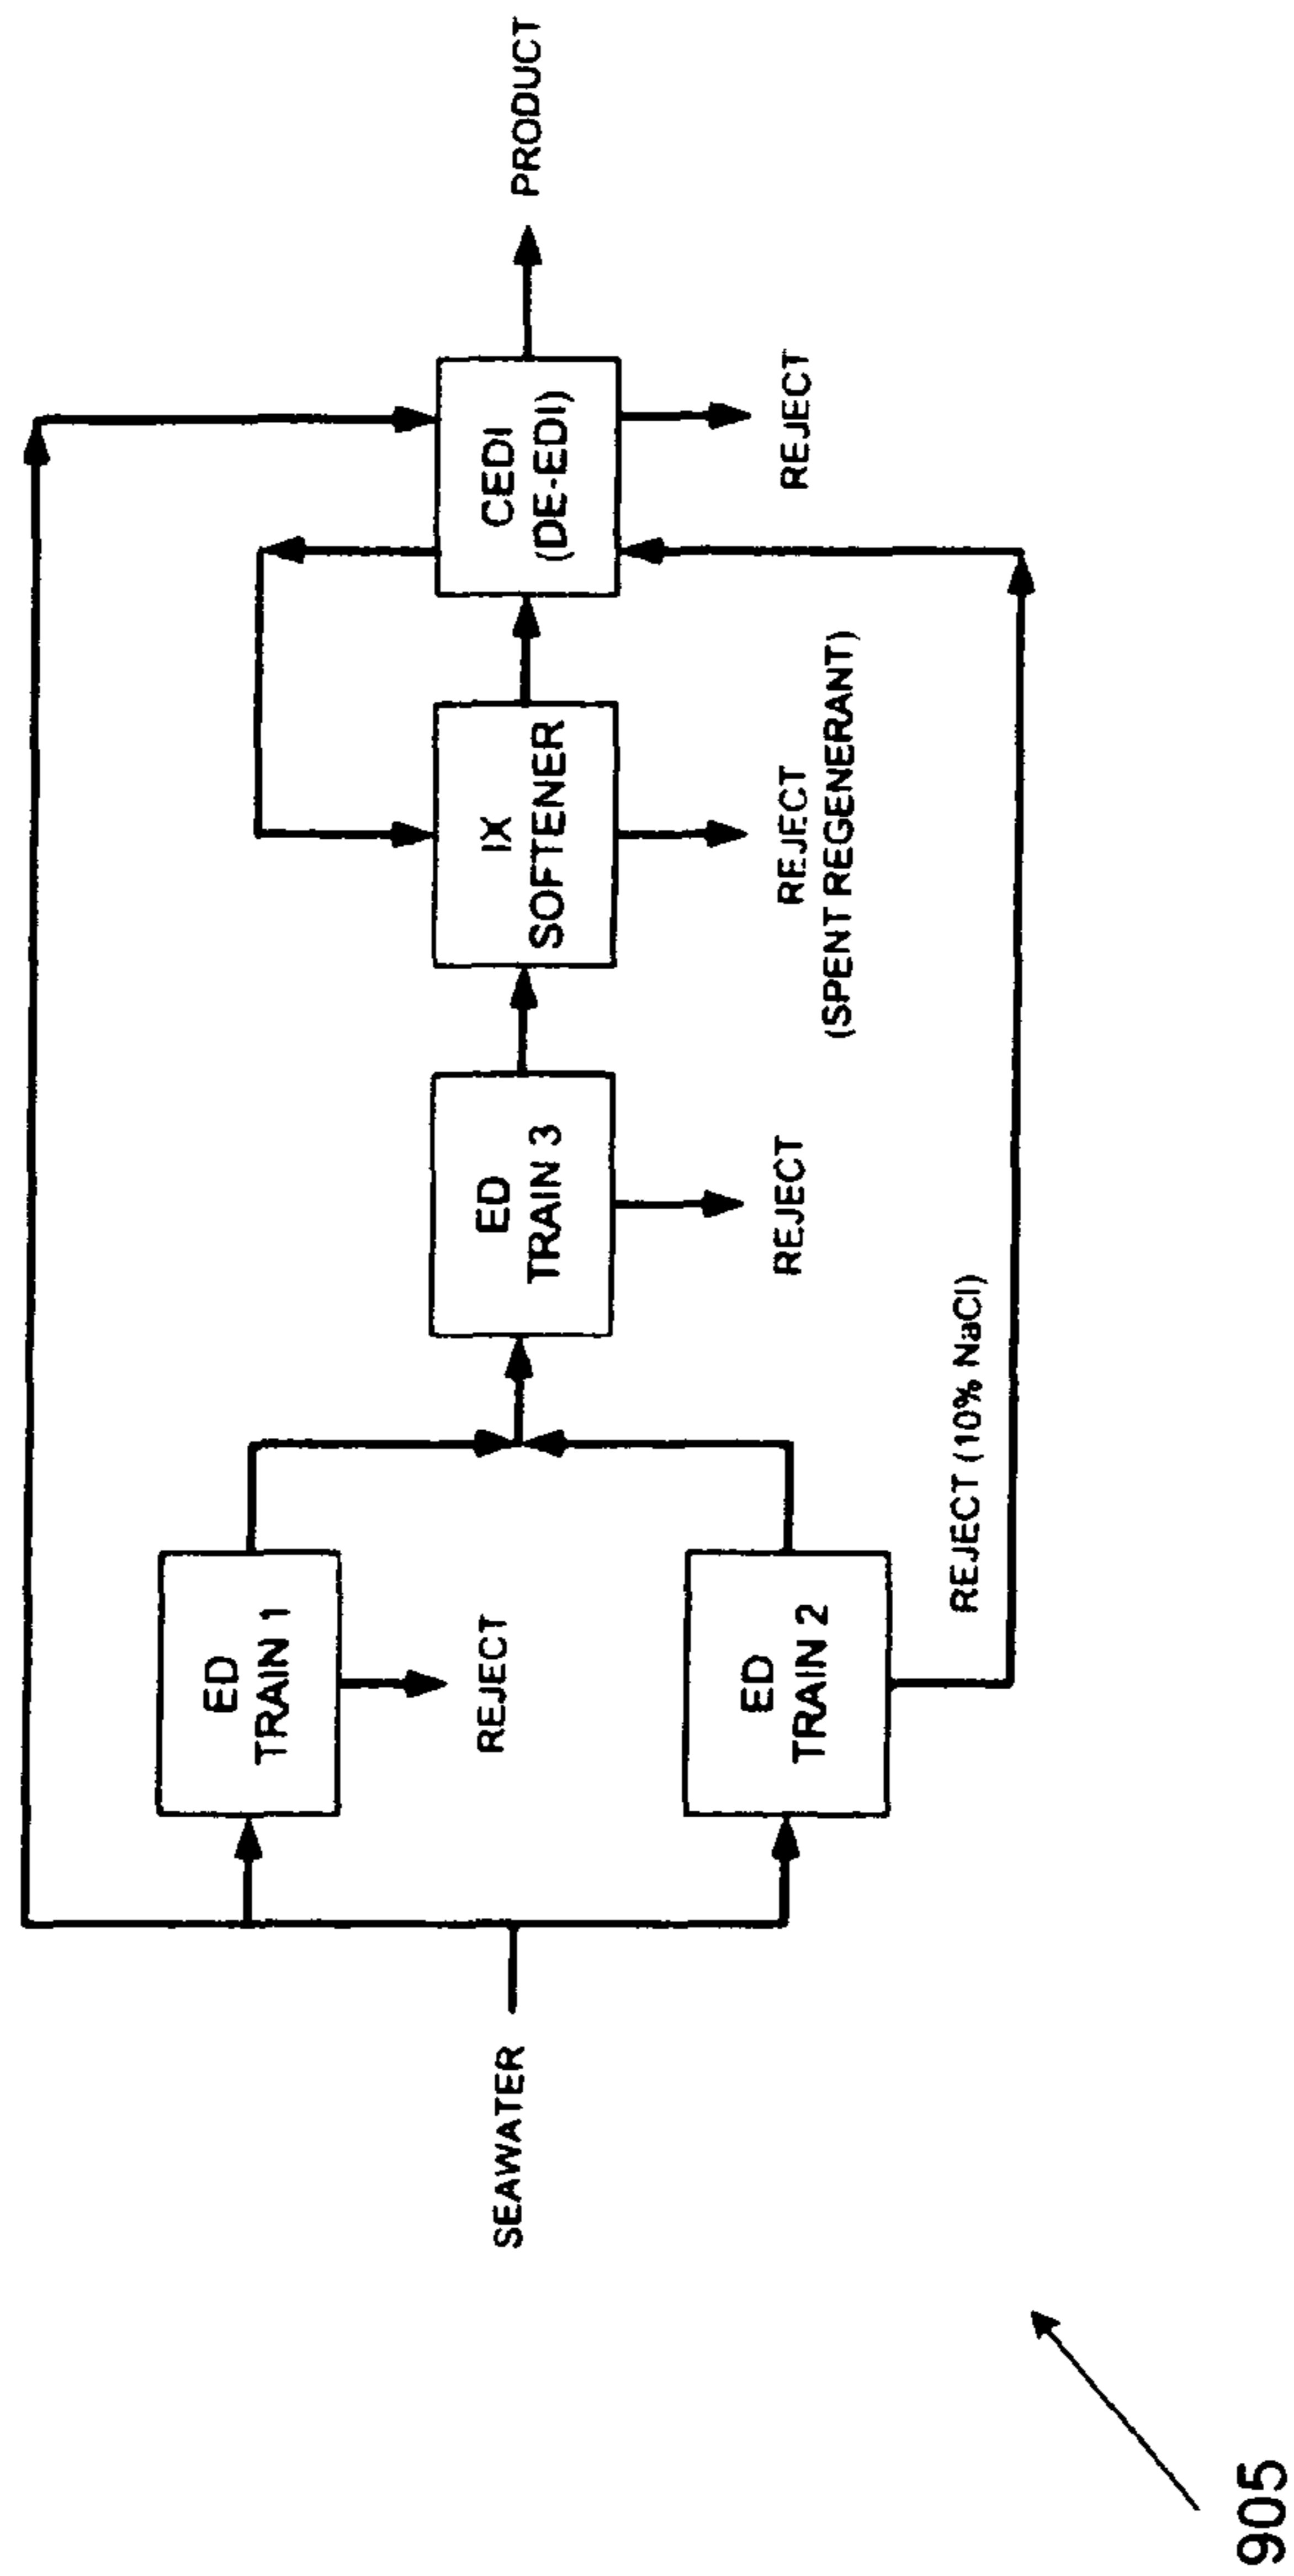 SEAWATER
ED
TRAIN 1
REJECT
ED
TRAIN 2
REJECT (10% NaCl)
ED
TRAIN 3
REJECT
IX
SOFTENER
REJECT
(SPENT REGENERANT)
CEDI
(DE-EDI)
REJECT
PRODUCT
905